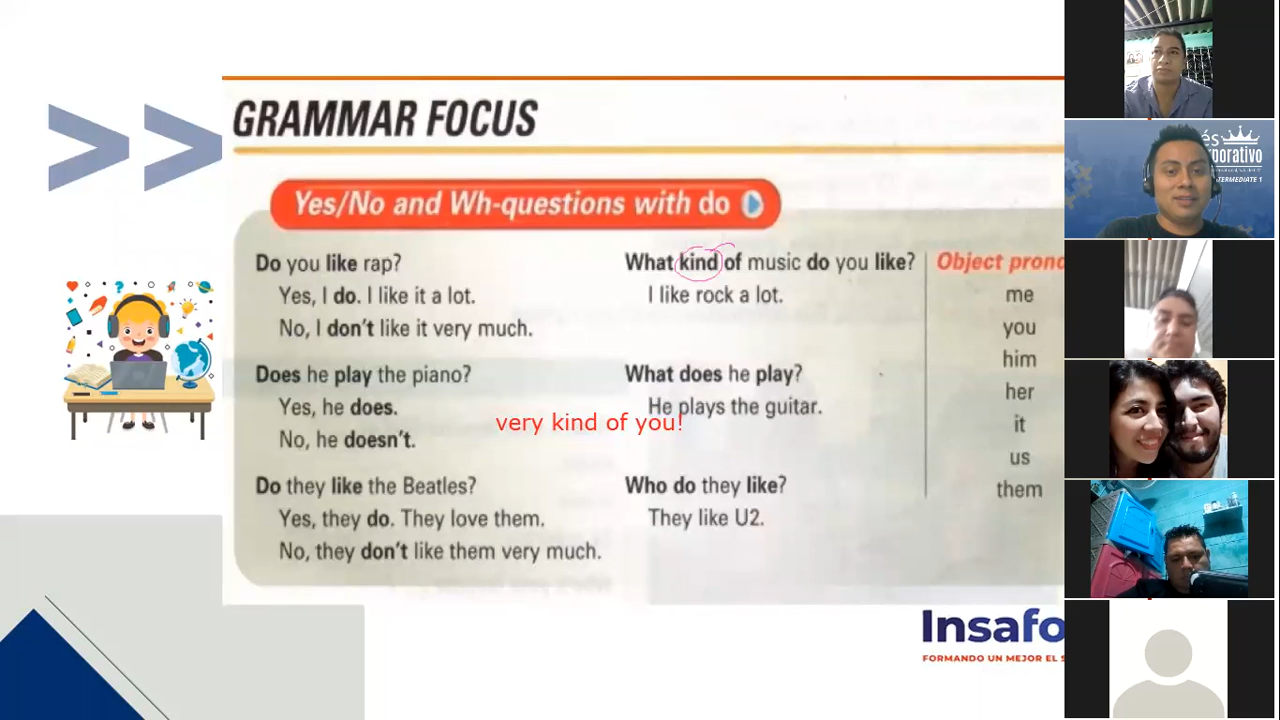 GRAMMAR FOCUS
Yes/No and Wh-questions with do
Do you like rap?
Yes, I do. I like it a lot.
No, I don't like it very much.
Does he play the piano?
Yes, he does.
No, he doesn't.
Do they like the Beatles?
Yes, they do. They love them.
No, they don't like them very much.
What kind of music do you like?
I like rock a lot.
What does he play?
He plays the guitar.
Who do they like?
They like U2.
Object prono
me
you
him
her
it
us
them
very kind of you!
Insafo
FORMANDO UN MEJOR EL S
és
rporativo
TERMEDIATE 1